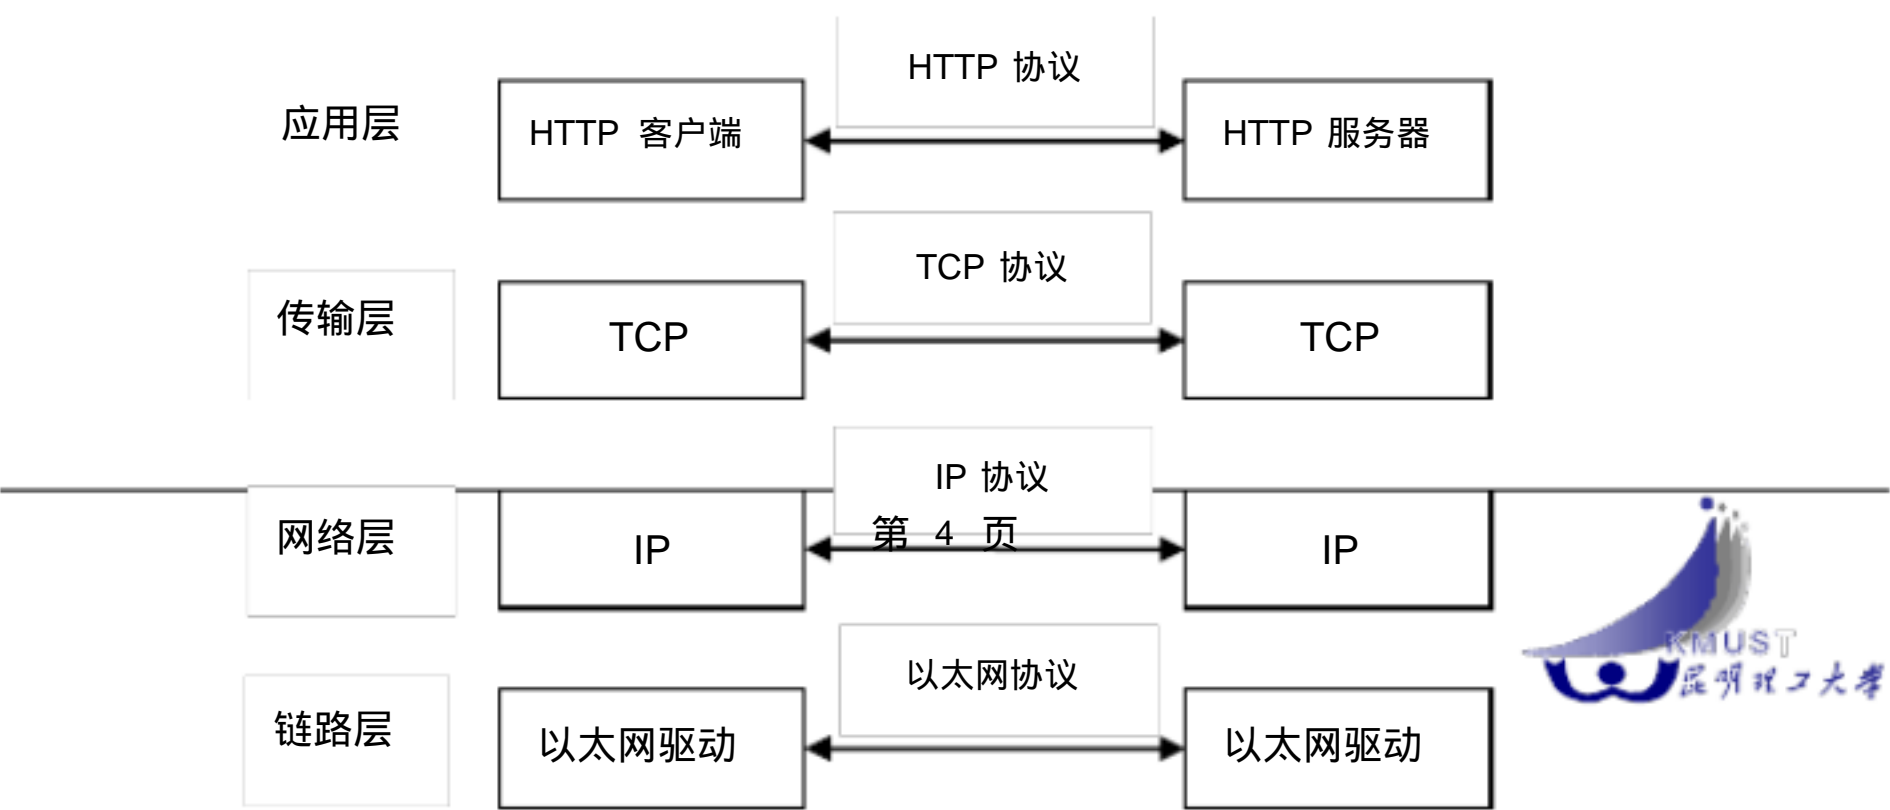 HTTP 协议
应用层 HTTP 客户端 HTTP 服务器
TCP 协议
传输层 TCP TCP
IP 协议
第 4 页
网络层 IP IP
KMUST
昆明理工大学
以太网协议
链路层 以太网驱动 以太网驱动